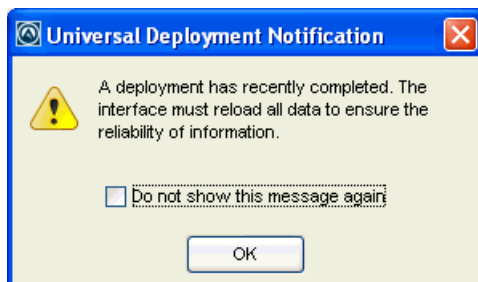 Universal Deployment Notification
A deployment has recently completed. The
interface must reload all data to ensure the
reliability of information.
Do not show this message again
OK